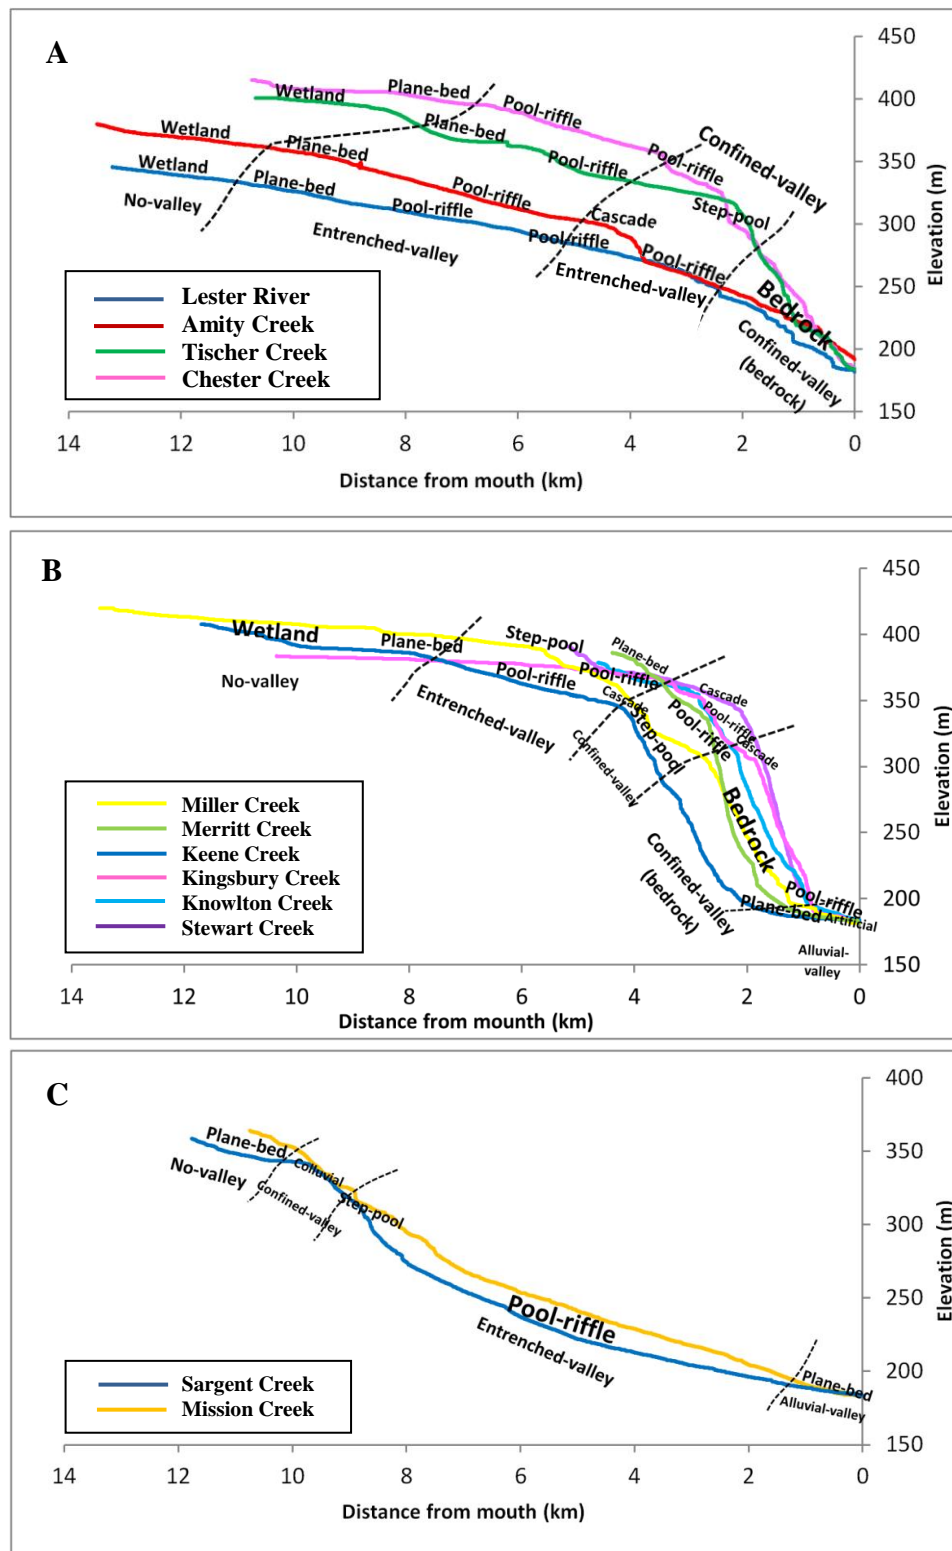 A
450
400
350
300
250
200
150
Elevation (m)
Wetland
Plane-bed
Pool-riffle
Plane-bed
Wetland
Plane-bed
Pool-riffle
Pool-riffle
Confined-valley
Wetland
Plane-bed
Pool-riffle
Cascade
Step-pool
No-valley
Pool-riffle
Pool-riffle
Pool-riffle
Entrenched-valley
Entrenched-valley
Bedrock
Confined-valley
(bedrock)
Lester River
Amity Creek
Tischer Creek
Chester Creek
14
12
10
8
6
4
2
0
Distance from mouth (km)
B
450
400
350
300
250
200
150
Elevation (m)
Wetland
Plane-bed
Step-pool
Plane-bed
No-valley
Pool-riffle
Pool-riffle
Cascade
Entrenched-valley
Cascade
Pool-riffle
Pool-riffle
Cascade
Step-pool
Confined-valley
Bedrock
Confined-valley
(bedrock)
Pool-riffle
Plane-bed
Artificial
Alluvial-
valley
Miller Creek
Merritt Creek
Keene Creek
Kingsbury Creek
Knowlton Creek
Stewart Creek
14
12
10
8
6
4
2
0
Distance from mounth (km)
C
400
350
300
250
200
150
Elevation (m)
Plane-bed
No-valley
Colluvial
Confined-valley
Step-pool
Pool-riffle
Entrenched-valley
Plane-bed
Alluvial-valley
Sargent Creek
Mission Creek
14
12
10
8
6
4
2
0
Distance from mouth (km)